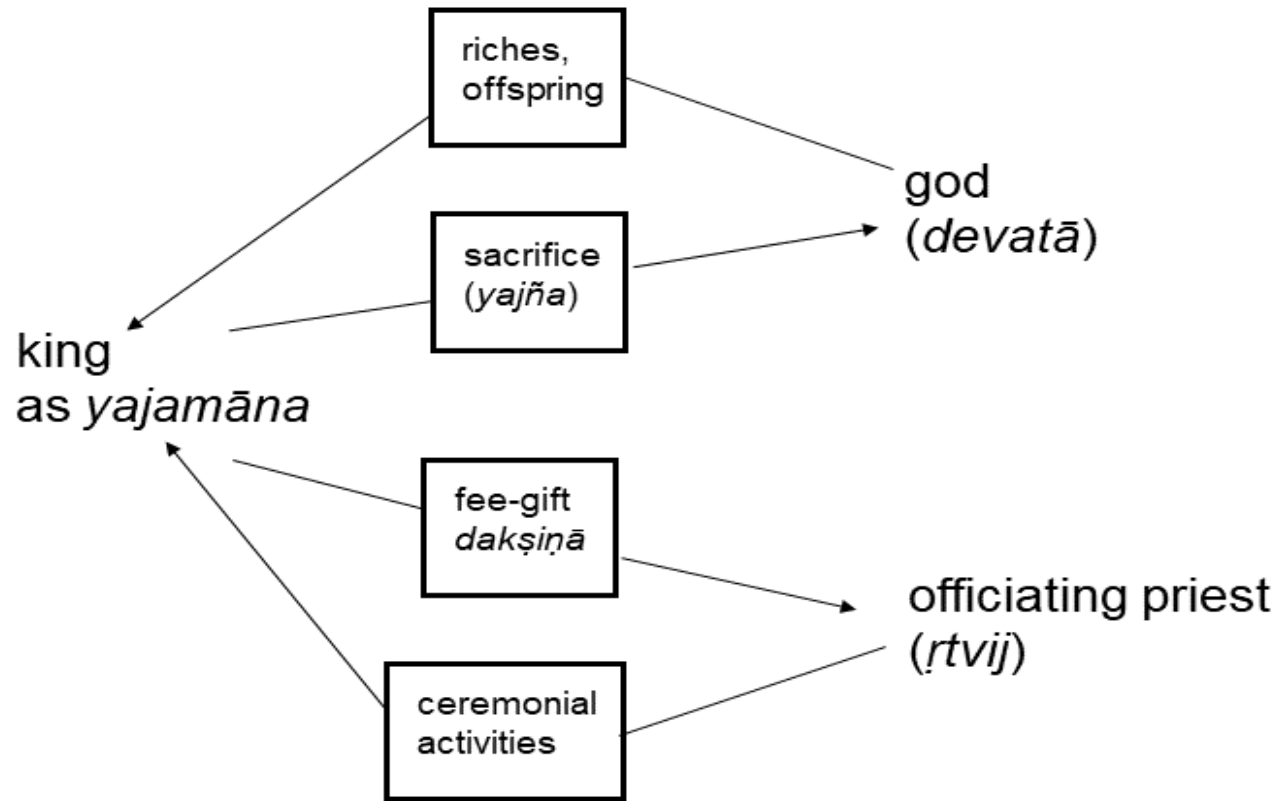 riches,
offspring
god
(devatā)
sacrifice
(yajña)
king
as yajamāna
fee-gift
dakṣiṇā
officiating priest
(ṛtvij)
ceremonial
activities